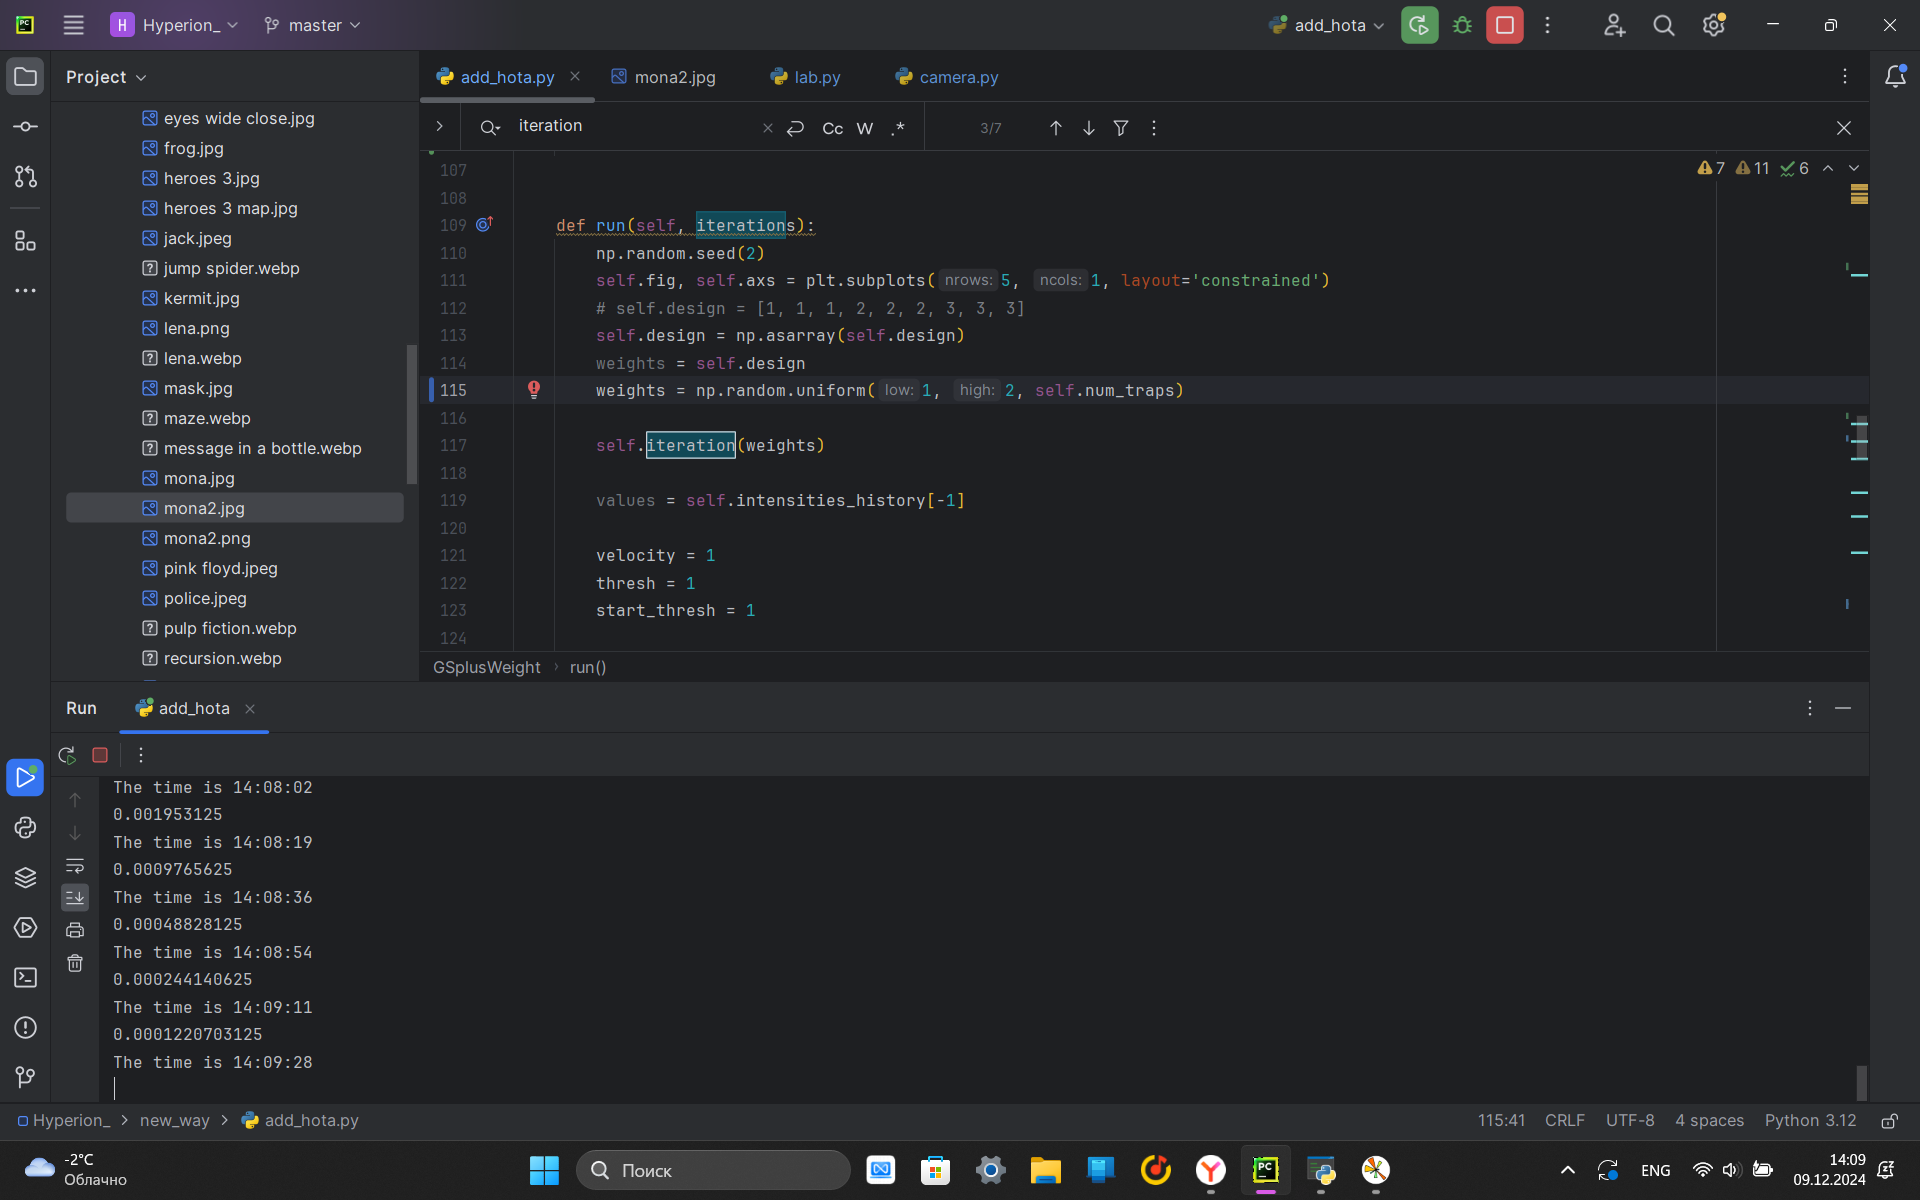 PC
H Hyperion_ master
add_hota
Project
add_hota.py
mona2.jpg
lab.py
camera.py
iteration
Cc W .*
3/7
eyes wide close.jpg
frog.jpg
heroes 3.jpg
heroes 3 map.jpg
jack.jpeg
jump spider.webp
kermit.jpg
lena.png
lena.webp
mask.jpg
maze.webp
message in a bottle.webp
mona.jpg
mona2.jpg
mona2.png
pink floyd.jpeg
police.jpeg
pulp fiction.webp
recursion.webp
7 11 6
107
108
109 def run(self, iterations):
110 np.random.seed(2)
111 self.fig, self.axs = plt.subplots( nrows: 5, ncols: 1, layout='constrained')
112 # self.design = [1, 1, 1, 2, 2, 2, 3, 3, 3]
113 self.design = np.asarray(self.design)
114 weights = self.design
115 weights = np.random.uniform( low: 1, high: 2, self.num_traps)
116
117 self.iteration(weights)
118
119 values = self.intensities_history[-1]
120
121 velocity = 1
122 thresh = 1
123 start_thresh = 1
124
GSplusWeight › run()
Run add_hota
The time is 14:08:02
0.001953125
The time is 14:08:19
0.0009765625
The time is 14:08:36
0.00048828125
The time is 14:08:54
0.000244140625
The time is 14:09:11
0.0001220703125
The time is 14:09:28
Hyperion_ > new_way > add_hota.py
115:41 CRLF UTF-8 4 spaces Python 3.12
-2°C
Облачно
Поиск
PC
ENG
14:09
09.12.2024